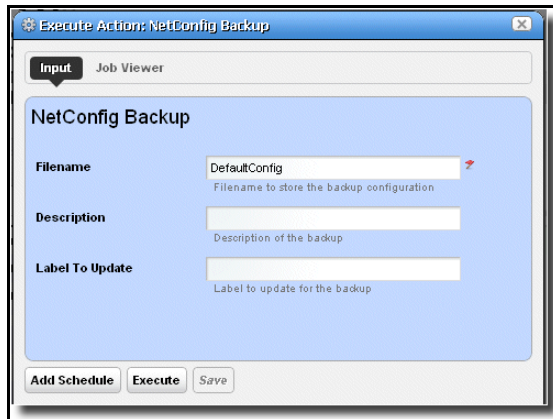 Execute Action: NetConfig Backup
Input Job Viewer
NetConfig Backup
Filename DefaultConfig
Filename to store the backup configuration
Description
Description of the backup
Label To Update
Label to update for the backup
Add Schedule Execute Save